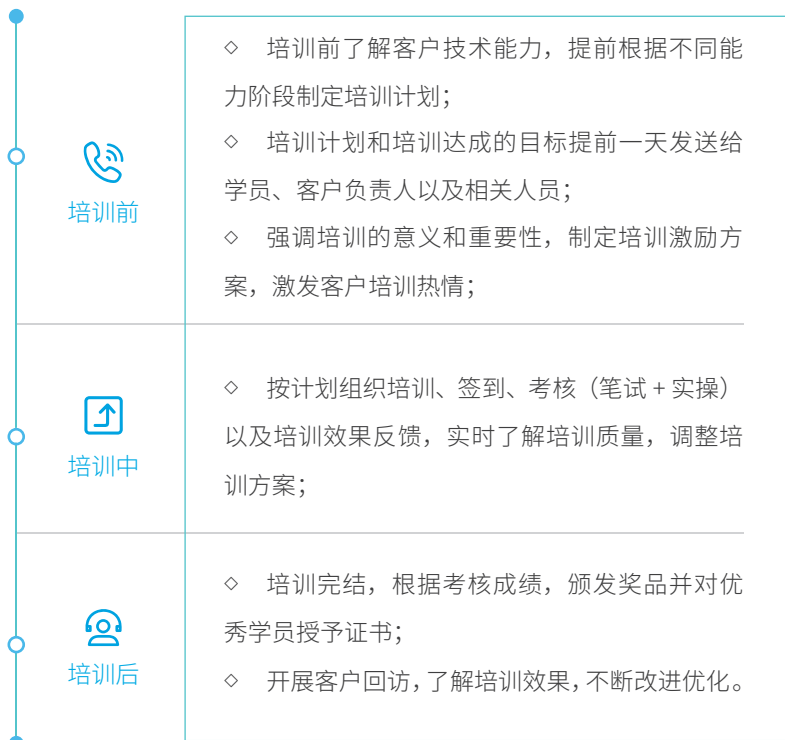 ◇ 培训前了解客户技术能力，提前根据不同能
力阶段制定培训计划；
◇ 培训计划和培训达成的目标提前一天发送给
学员、客户负责人以及相关人员；
◇ 强调培训的意义和重要性，制定培训激励方
案，激发客户培训热情；
培训前
◇ 按计划组织培训、签到、考核（笔试 + 实操）
以及培训效果反馈，实时了解培训质量，调整培
训方案；
培训中
◇ 培训完结，根据考核成绩，颁发奖品并对优
秀学员授予证书；
◇ 开展客户回访，了解培训效果，不断改进优化。
培训后